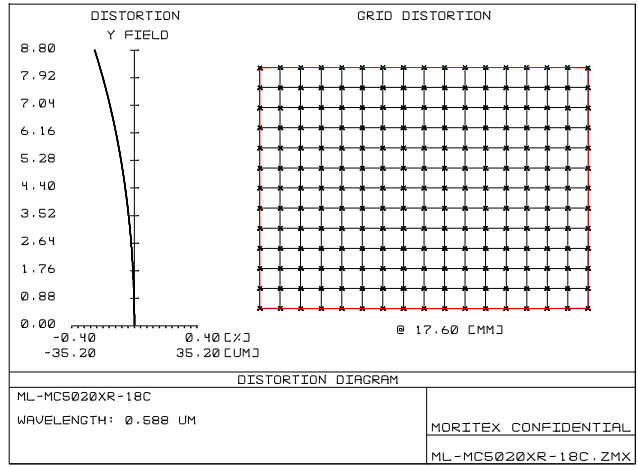 DISTORTION
Y FIELD
8.80
7.92
7.04
6.16
5.28
4.40
3.52
2.64
1.76
0.88
0.00
-0.40 0.40 [%]
-35.20 35.20 [UM]
GRID DISTORTION
@ 17.60 [MM]
DISTORTION DIAGRAM
ML-MC5020XR-18C
WAVELENGTH: 0.588 UM
MORITEX CONFIDENTIAL
ML-MC5020XR-18C.ZMX